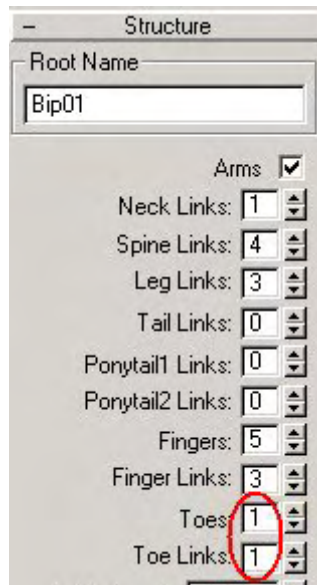 – Structure
Root Name
Bip01
Arms
Neck Links: 1
Spine Links: 4
Leg Links: 3
Tail Links: 0
Ponytail1 Links: 0
Ponytail2 Links: 0
Fingers: 5
Finger Links: 3
Toes: 1
Toe Links: 1